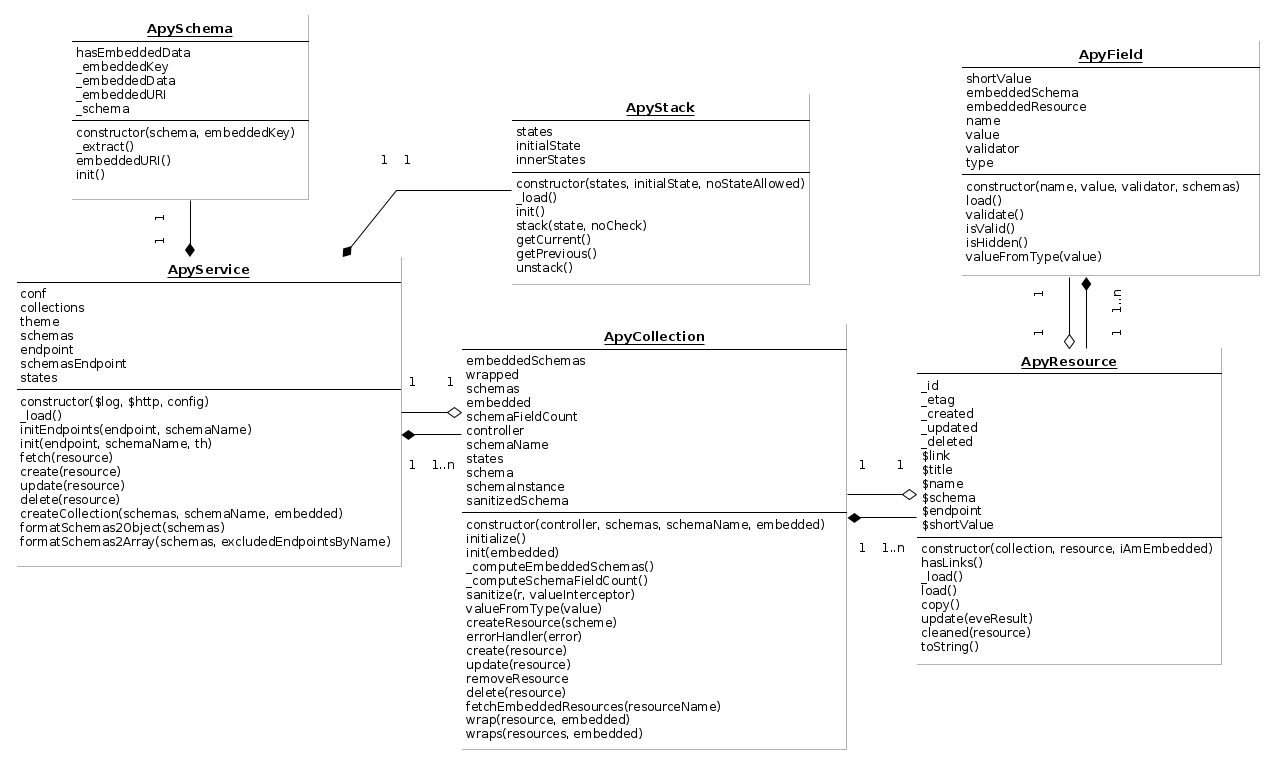 ApySchema
hasEmbeddedData
_embeddedKey
_embeddedData
_embeddedURI
_schema
constructor(schema, embeddedKey)
_extract()
embeddedURI()
init()
1
1
ApyStack
states
initialState
innerStates
constructor(states, initialState, noStateAllowed)
_load()
init()
stack(state, noCheck)
getCurrent()
getPrevious()
unstack()
1 1
ApyField
shortValue
embeddedSchema
embeddedResource
name
value
validator
type
constructor(name, value, validator, schemas)
load()
validate()
isValid()
isHidden()
valueFromType(value)
1
1
1..n
1
ApyService
conf
collections
theme
schemas
endpoint
schemasEndpoint
states
constructor($log, $http, config)
_load()
initEndpoints(endpoint, schemaName)
init(endpoint, schemaName, th)
fetch(resource)
create(resource)
update(resource)
delete(resource)
createCollection(schemas, schemaName, embedded)
formatSchemas2Object(schemas)
formatSchemas2Array(schemas, excludedEndpointsByName)
1 1
1 1..n
ApyCollection
embeddedSchemas
wrapped
schemas
embedded
schemaFieldCount
controller
schemaName
states
schema
schemaInstance
sanitizedSchema
constructor(controller, schemas, schemaName, embedded)
initialize()
init(embedded)
_computeEmbeddedSchemas()
_computeSchemaFieldCount()
sanitize(r, valueInterceptor)
valueFromType(value)
createResource(scheme)
errorHandler(error)
create(resource)
update(resource)
removeResource
delete(resource)
fetchEmbeddedResources(resourceName)
wrap(resource, embedded)
wraps(resources, embedded)
1 1
1 1..n
ApyResource
_id
_etag
_created
_updated
_deleted
$link
$title
$name
$schema
$endpoint
$shortValue
constructor(collection, resource, iAmEmbedded)
hasLinks()
_load()
load()
copy()
update(eveResult)
cleaned(resource)
toString()